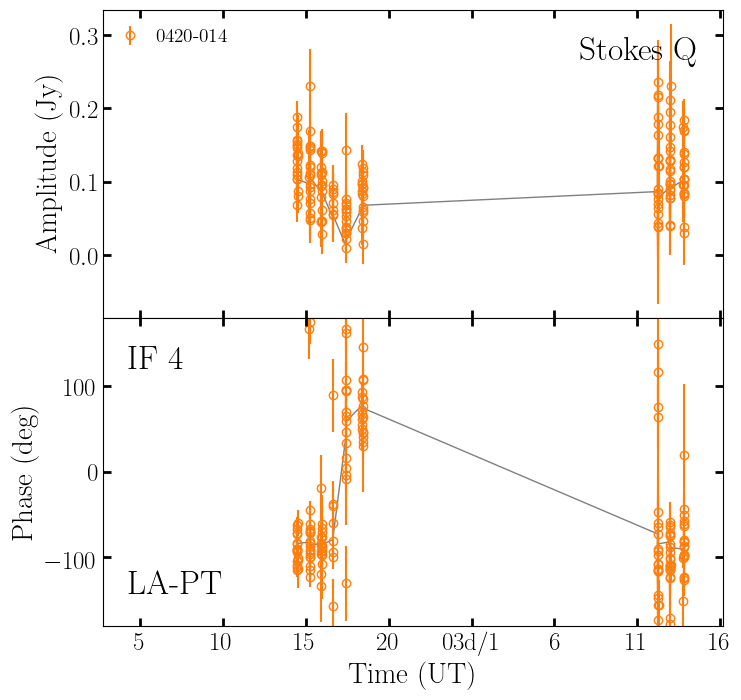 0420-014
Stokes Q
0.3
0.2
0.1
0.0
Amplitude (Jy)
IF 4
100
0
−100
Phase (deg)
LA-PT
5 10 15 20 03d/1 6 11 16
Time (UT)